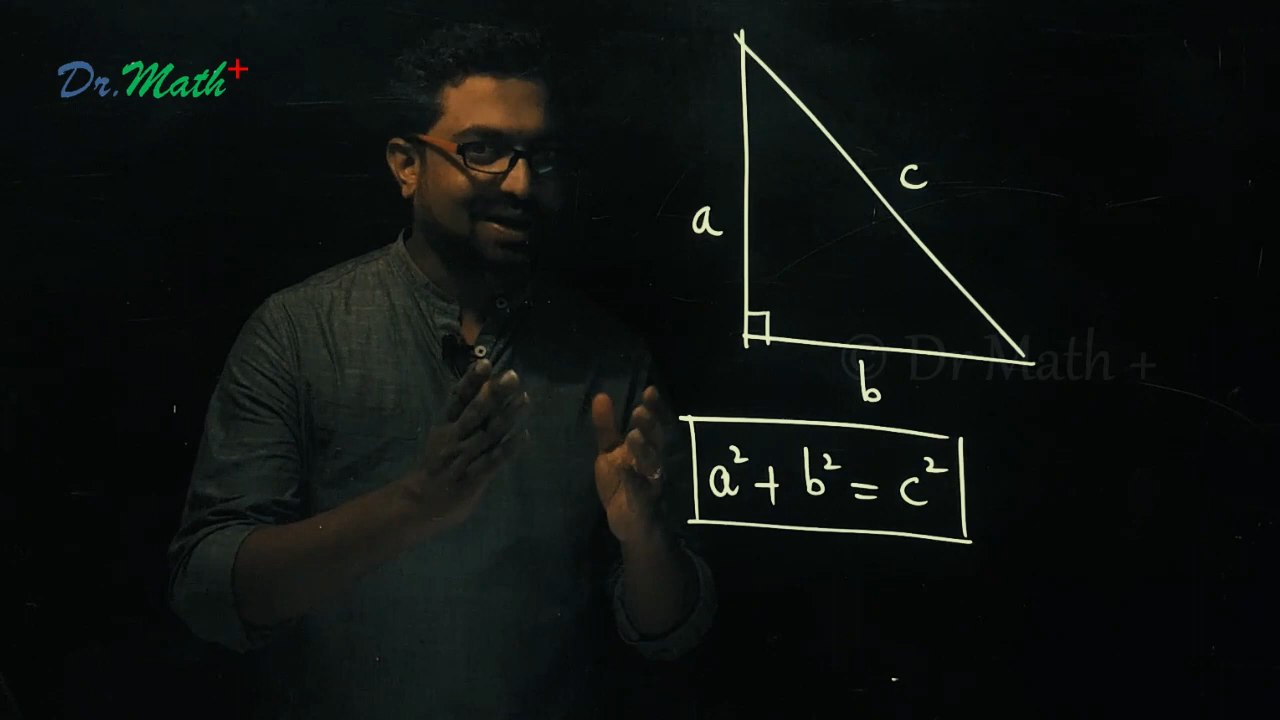 Dr.Math+
a
c
b
© Dr Math +
a² + b² = c²